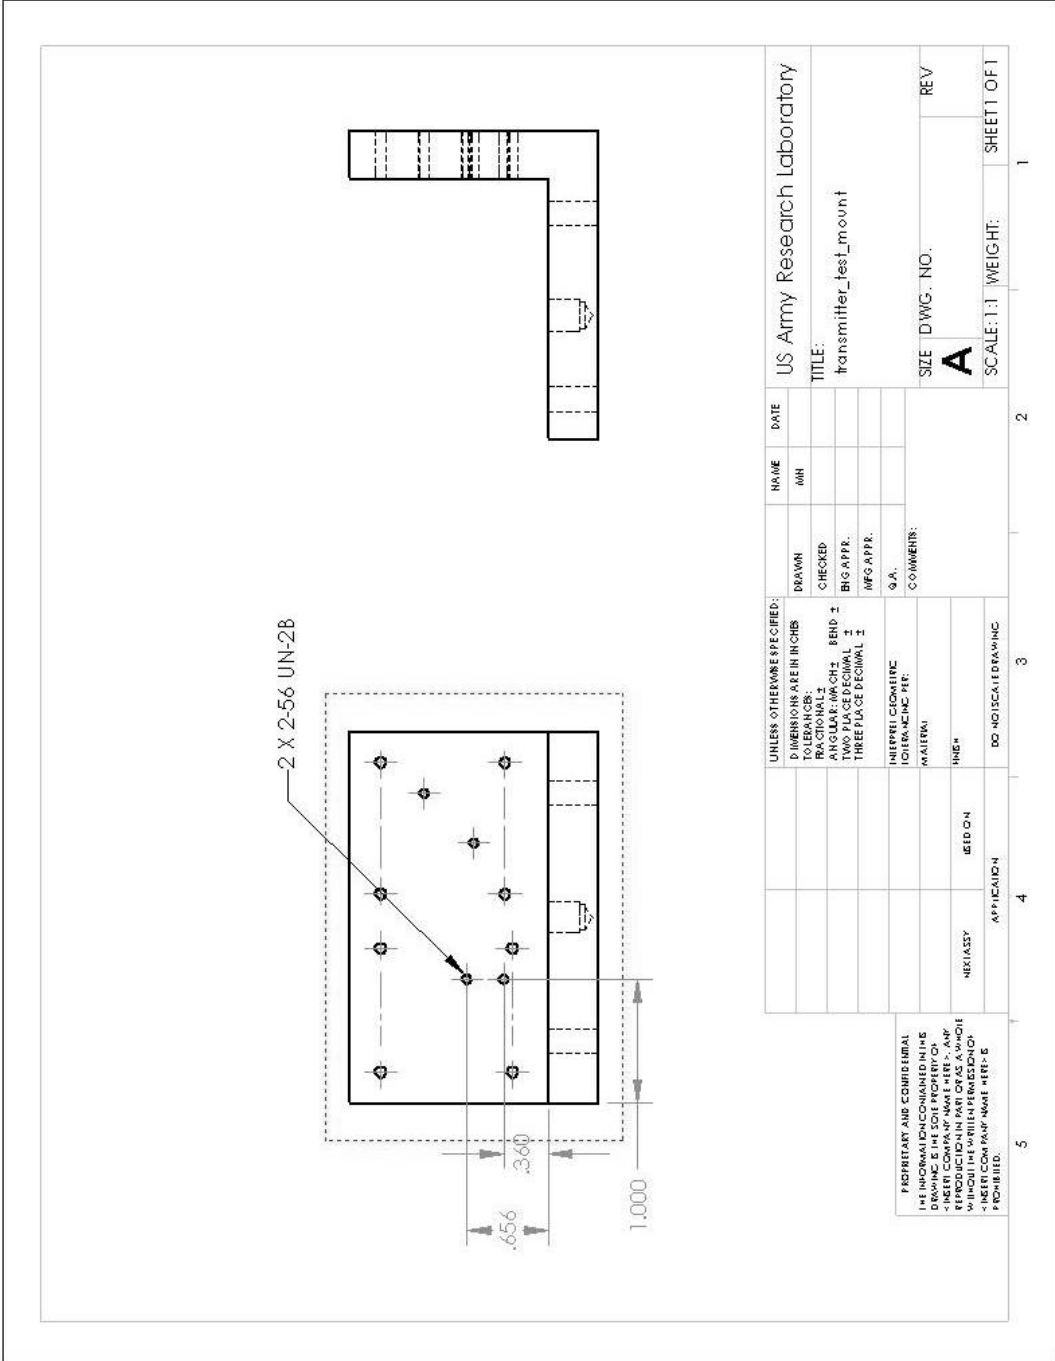 2 X 2-56 UN-2B
.656
.360
1.000
PROPRIETARY AND CONFIDENTIAL
THE INFORMATION CONTAINED IN THIS
DRAWING IS THE SOLE PROPERTY OF
<INSERT COMPANY NAME HERE>. ANY
REPRODUCTION IN PART OR AS A WHOLE
WITHOUT THE WRITTEN PERMISSION OF
<INSERT COMPANY NAME HERE> IS
PROHIBITED.
NEXT ASSY
USED ON
APPLICATION
UNLESS OTHERWISE SPECIFIED:
DIMENSIONS ARE IN INCHES
TOLERANCES:
FRACTIONAL ±
ANGULAR: MACH ± BEND ±
TWO PLACE DECIMAL ±
THREE PLACE DECIMAL ±
INTERPRET GEOMETRIC
TOLERANCING PER:
MATERIAL
FINISH
DO NOT SCALE DRAWING
NAME DATE
DRAWN MN
CHECKED
ENG APPR.
MFG APPR.
Q.A.
COMMENTS:
US Army Research Laboratory
TITLE:
transmitter_test_mount
SIZE DWG. NO. REV
A
SCALE: 1:1 WEIGHT: SHEET 1 OF 1
5 4 3 2 1